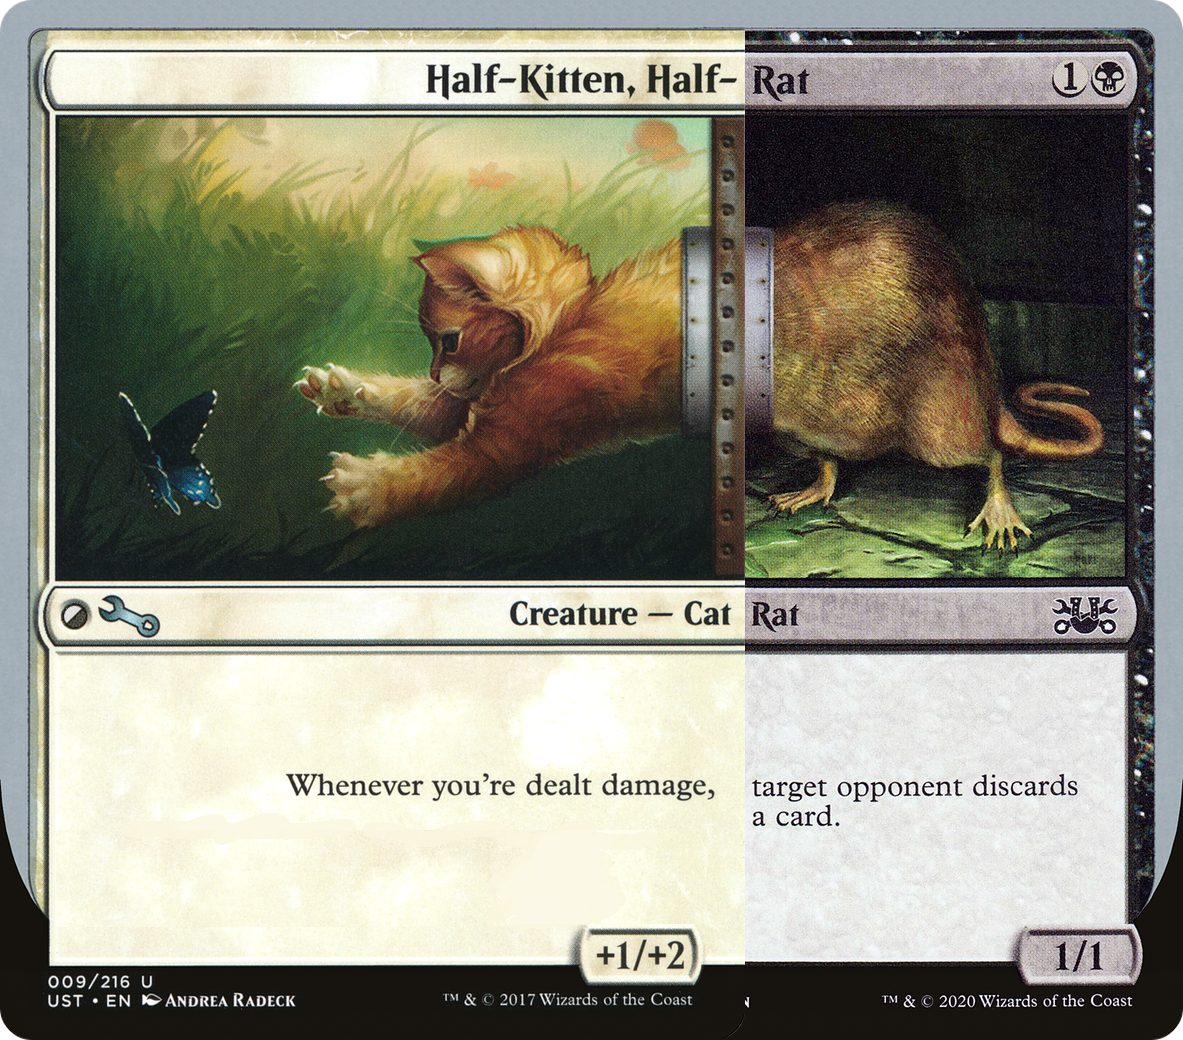 Half-Kitten, Half- Rat 1
Creature — Cat Rat
Whenever you're dealt damage, target opponent discards
a card.
+1/+2 1/1
009/216 U
UST • EN Andrea Radeck ™ & © 2017 Wizards of the Coast ™ & © 2020 Wizards of the Coast